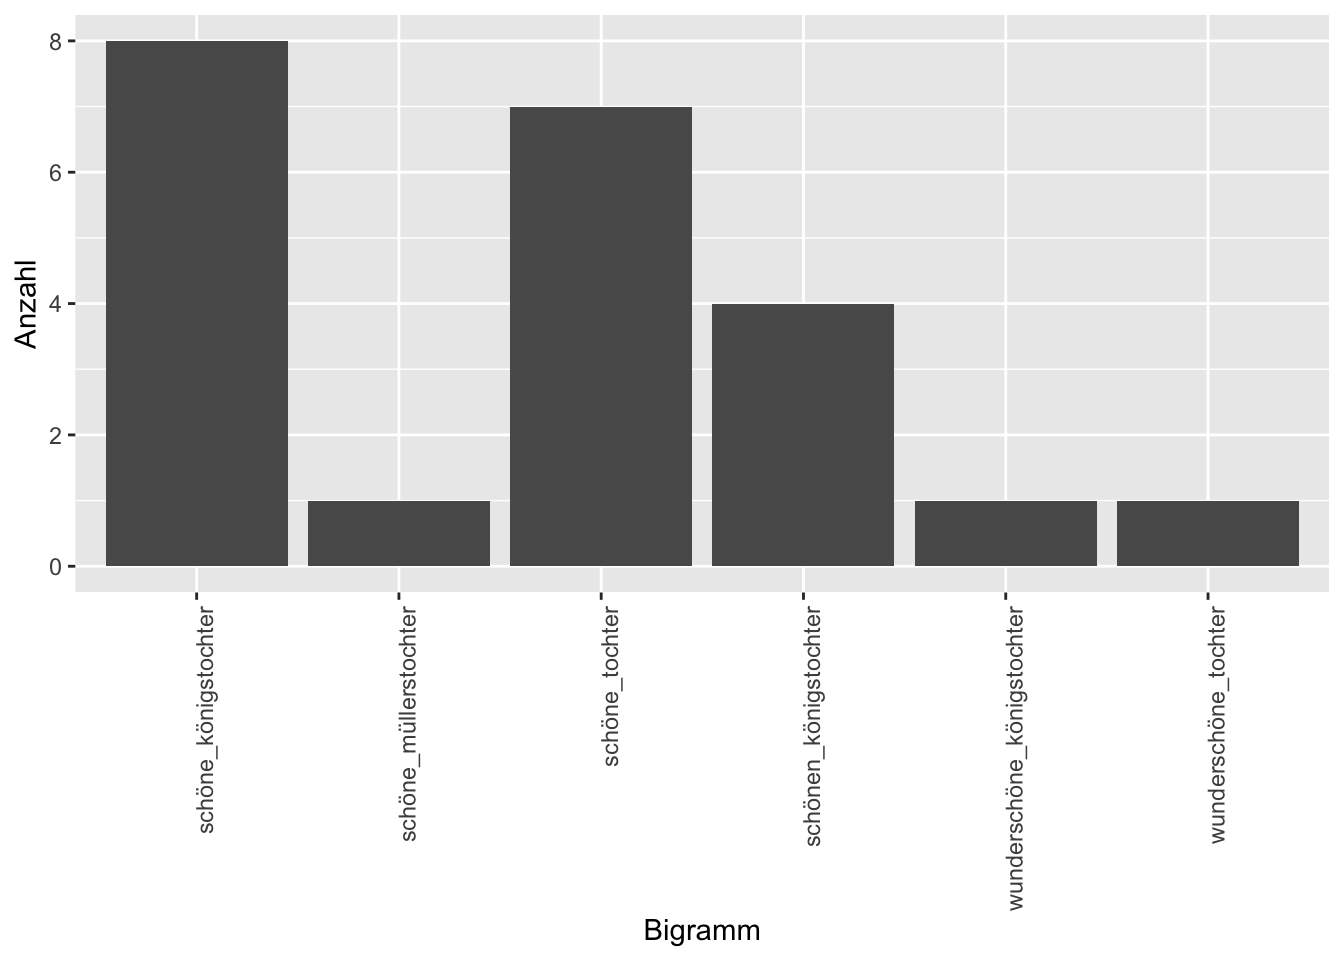 Anzahl
8
6
4
2
0
schöne_königstochter
schöne_müllerstochter
schöne_tochter
schönen_königstochter
wunderschöne_königstochter
wunderschöne_tochter
Bigramm